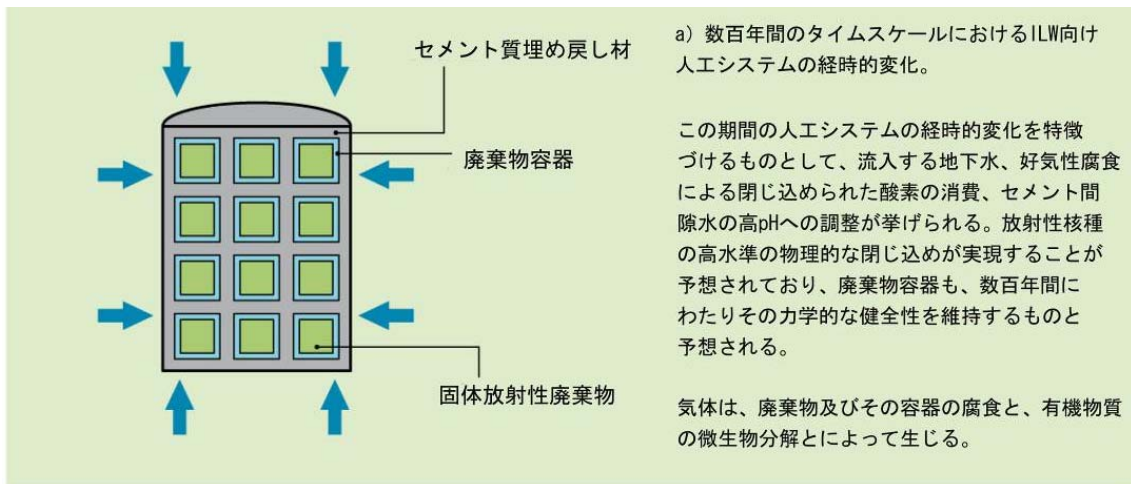 セメント質埋め戻し材
廃棄物容器
固体放射性廃棄物
a）数百年間のタイムスケールにおけるILW向け
人工システムの経時的変化。
この期間の人工システムの経時的変化を特徴
づけるものとして、流入する地下水、好気性腐食
による閉じ込められた酸素の消費、セメント間
隙水の高pHへの調整が挙げられる。放射性核種
の高水準の物理的な閉じ込めが実現することが
予想されており、廃棄物容器も、数百年間に
わたりその力学的な健全性を維持するものと
予想される。
気体は、廃棄物及びその容器の腐食と、有機物質
の微生物分解とによって生じる。